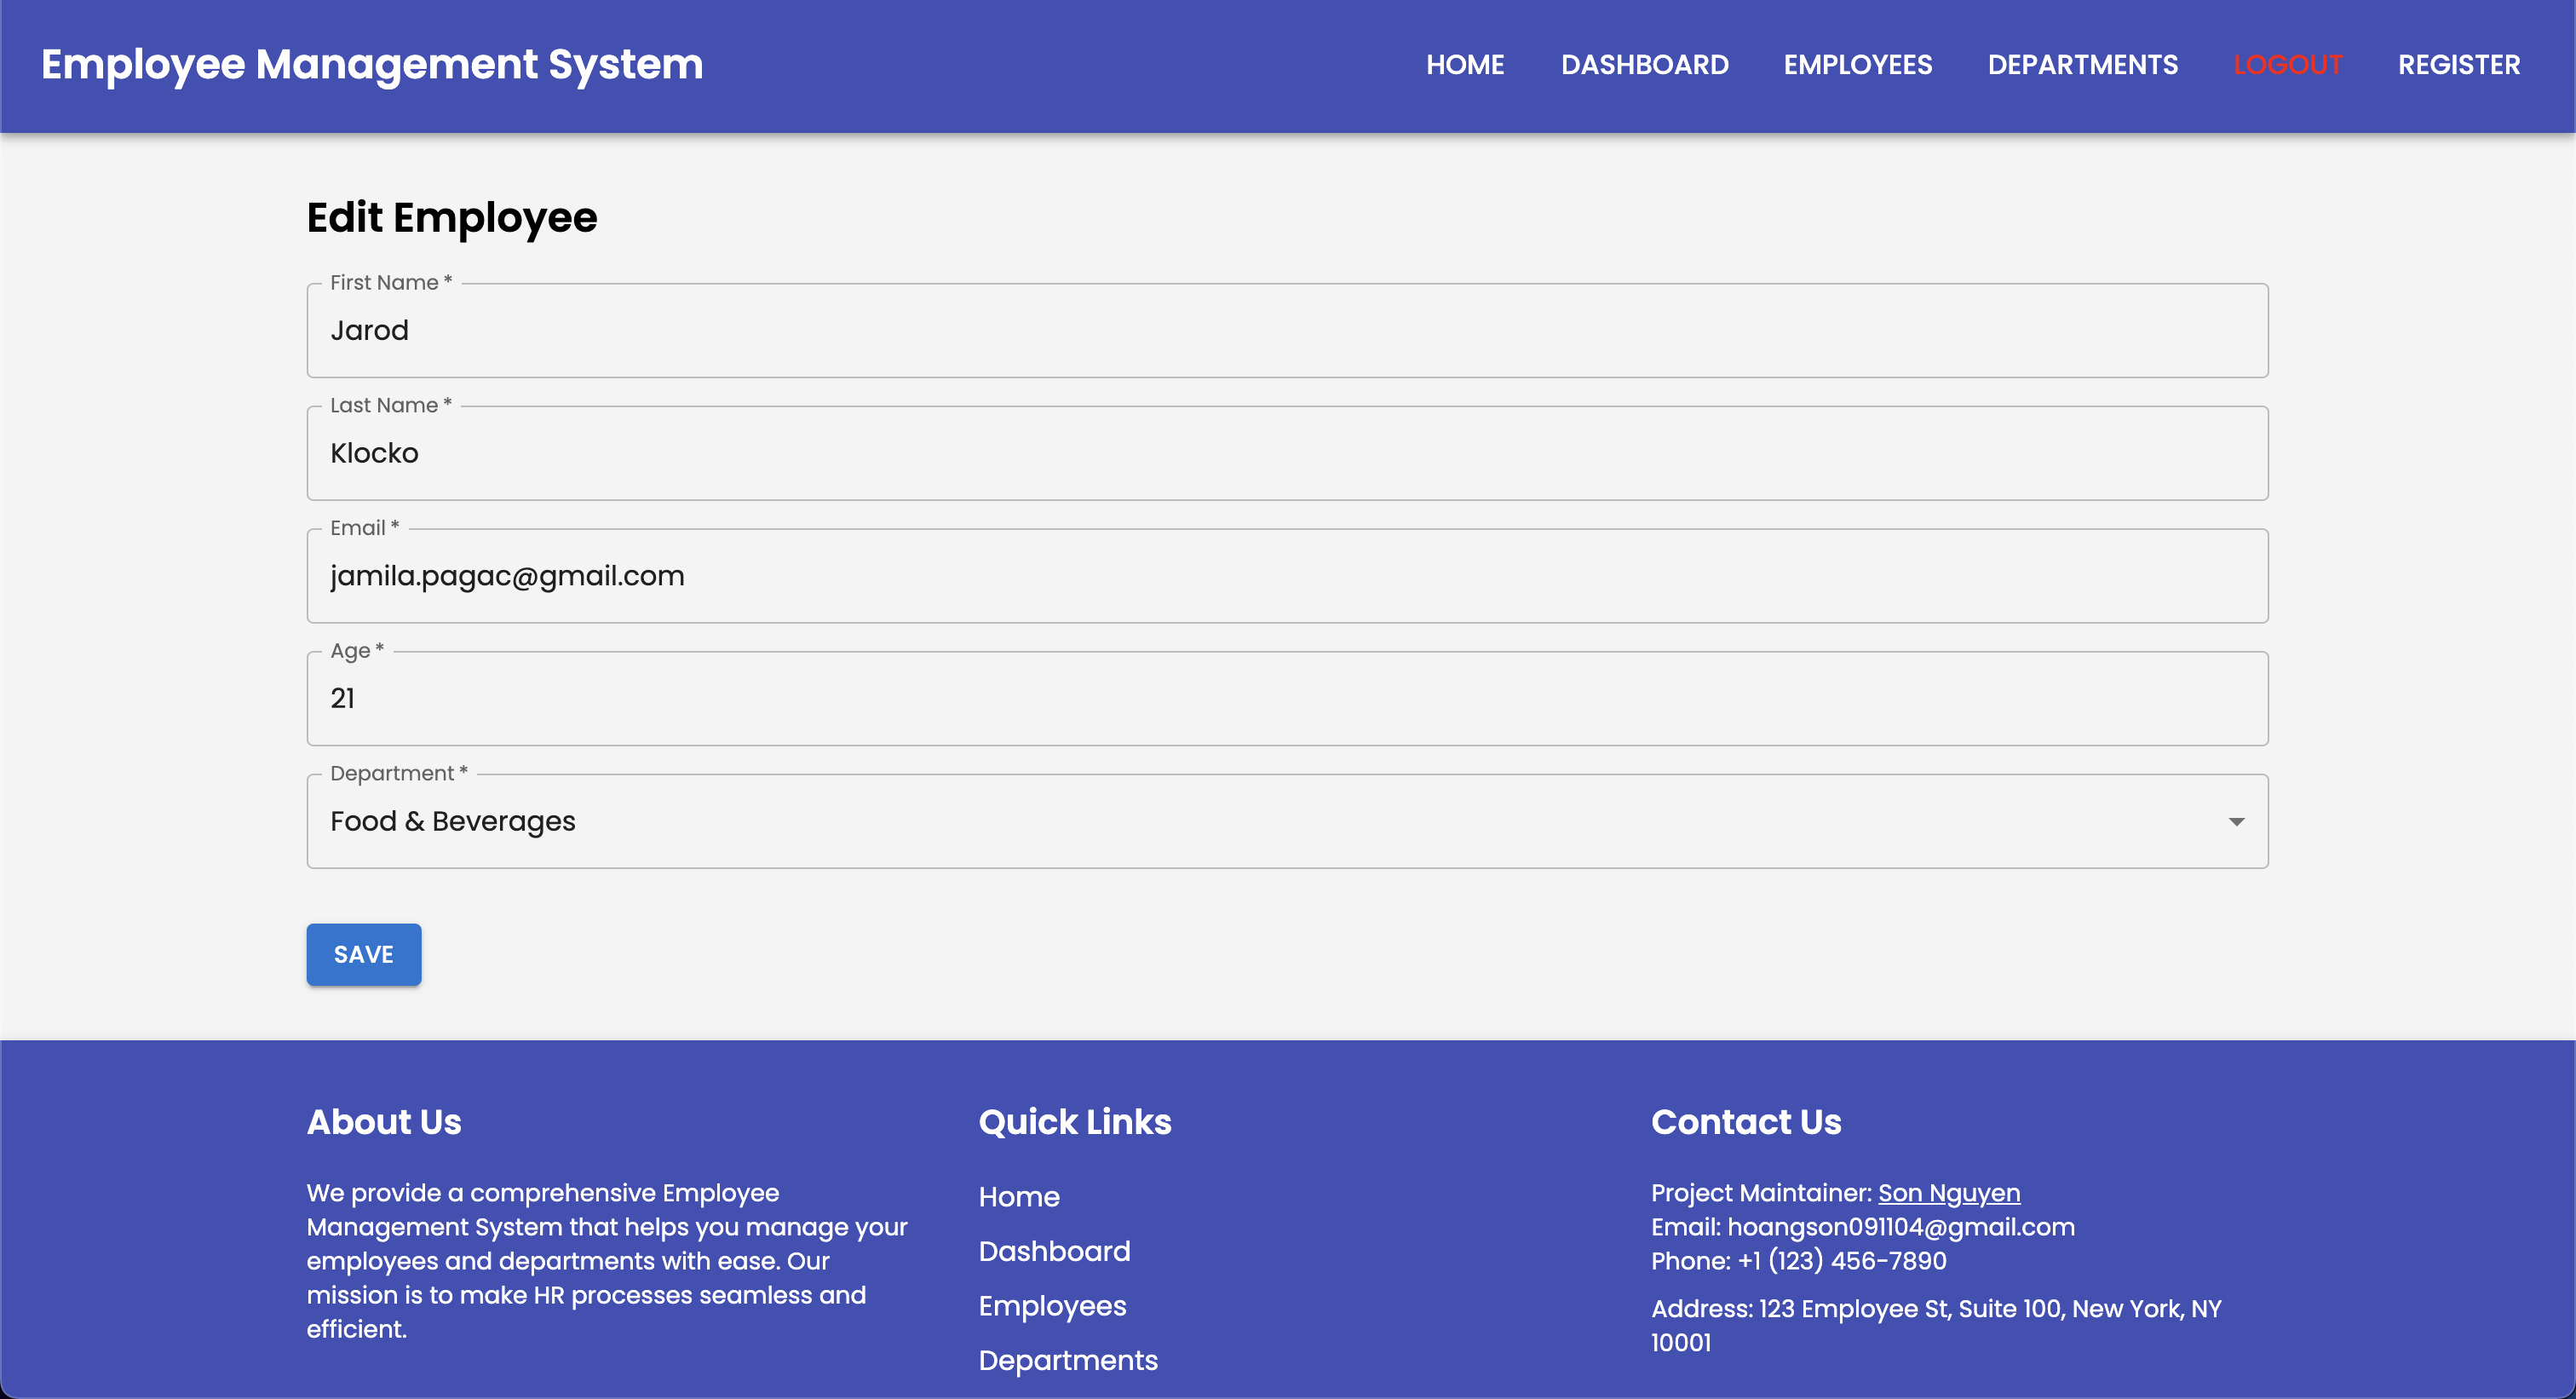 Employee Management System
HOME DASHBOARD EMPLOYEES DEPARTMENTS LOGOUT REGISTER
Edit Employee
First Name *
Jarod
Last Name *
Klocko
Email *
jamila.pagac@gmail.com
Age *
21
Department *
Food & Beverages
SAVE
About Us
We provide a comprehensive Employee
Management System that helps you manage your
employees and departments with ease. Our
mission is to make HR processes seamless and
efficient.
Quick Links
Home
Dashboard
Employees
Departments
Contact Us
Project Maintainer: Son Nguyen
Email: hoangson091104@gmail.com
Phone: +1 (123) 456-7890
Address: 123 Employee St, Suite 100, New York, NY
10001